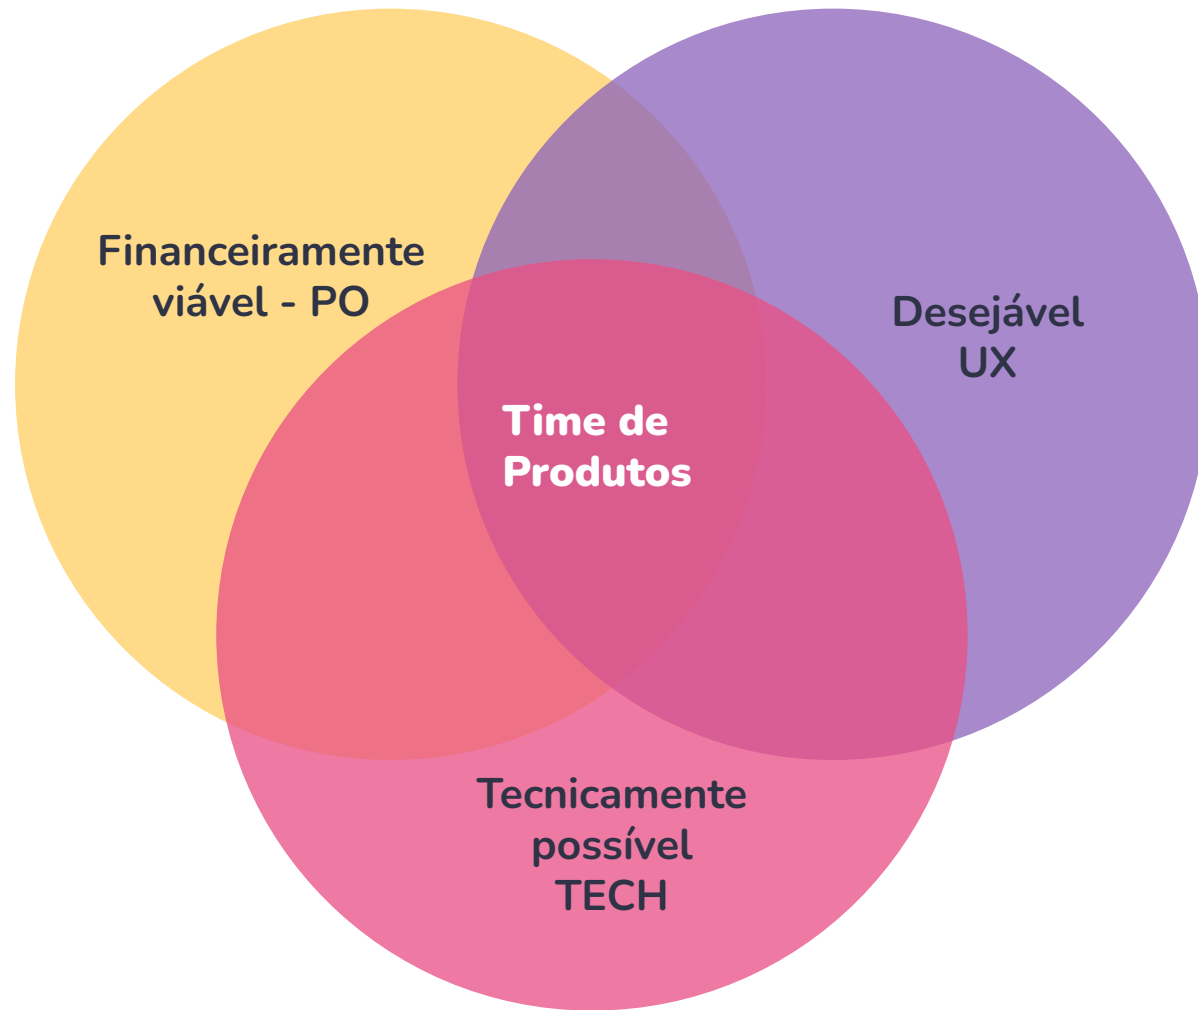 Financeiramente
viável - PO
Desejável
UX
Time de
Produtos
Tecnicamente
possível
TECH